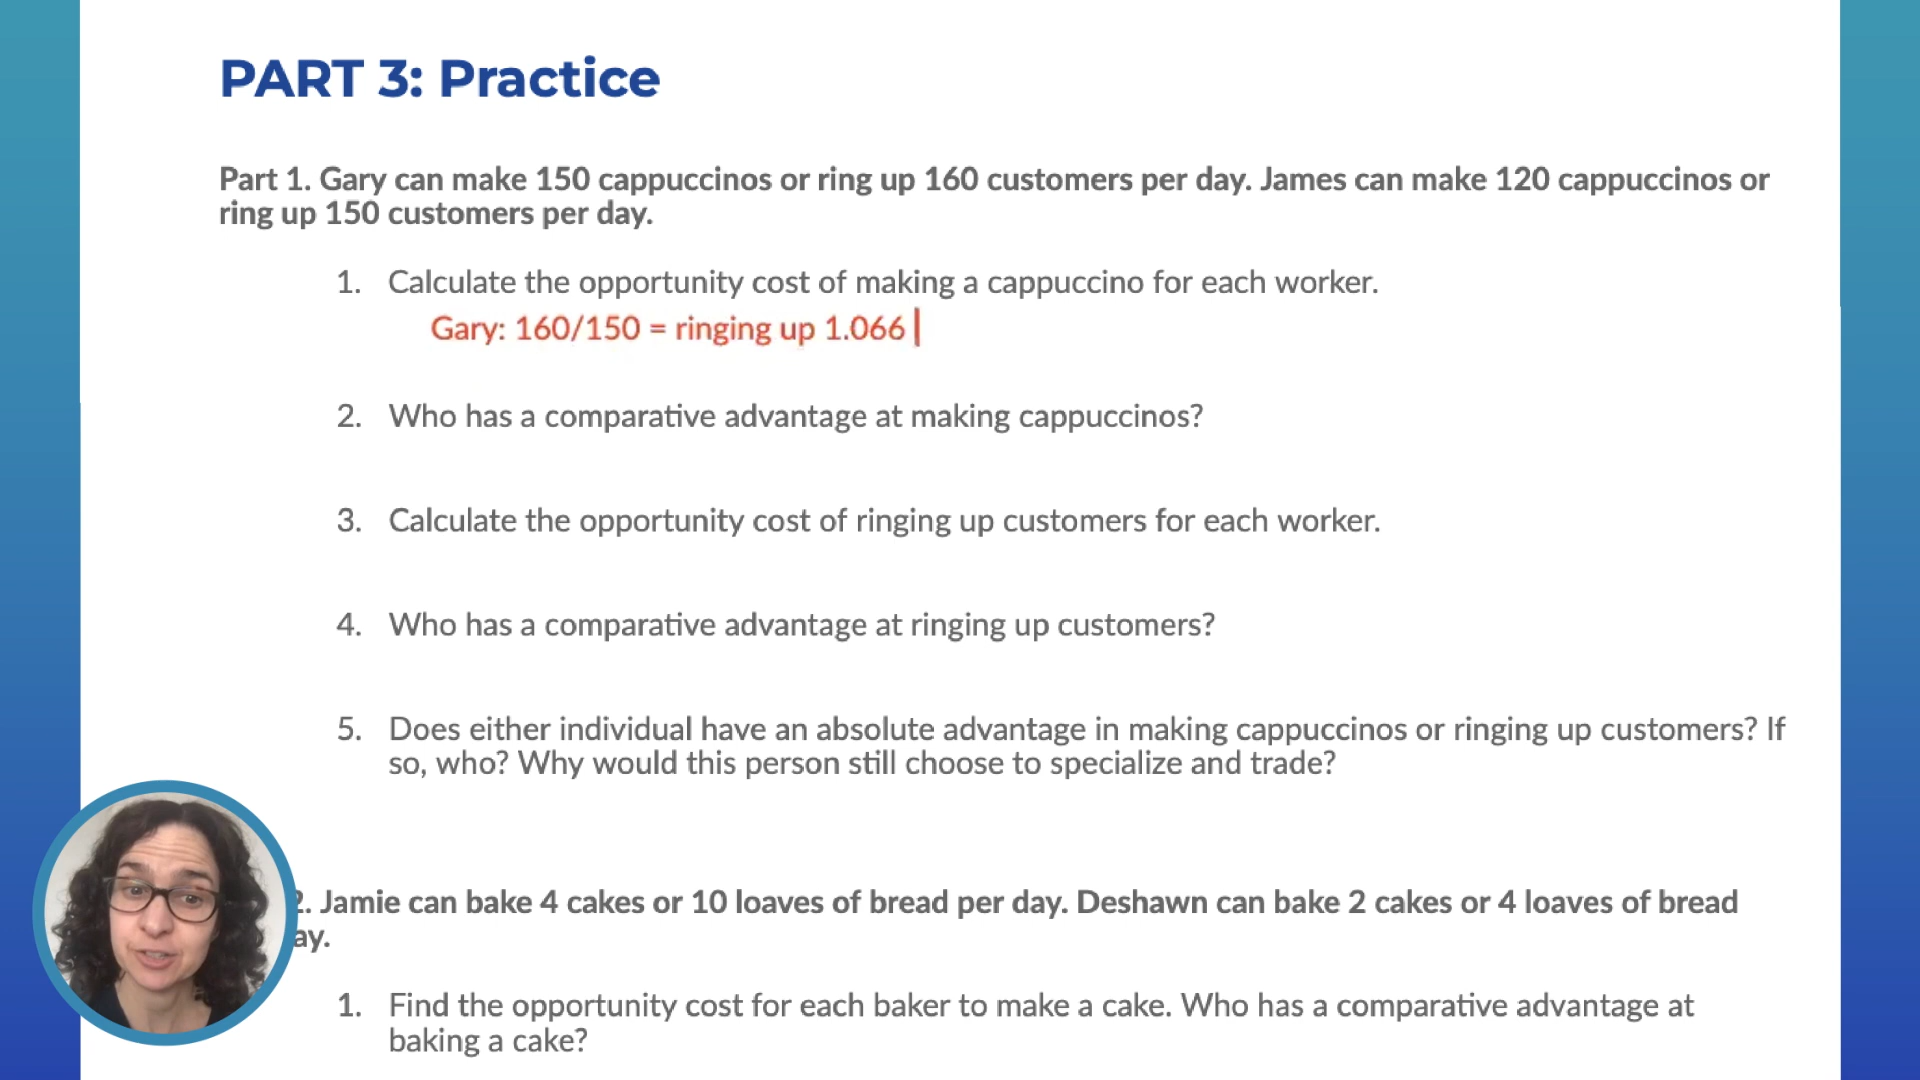 PART 3: Practice
Part 1. Gary can make 150 cappuccinos or ring up 160 customers per day. James can make 120 cappuccinos or
ring up 150 customers per day.
1. Calculate the opportunity cost of making a cappuccino for each worker.
Gary: 160/150 = ringing up 1.066
2. Who has a comparative advantage at making cappuccinos?
3. Calculate the opportunity cost of ringing up customers for each worker.
4. Who has a comparative advantage at ringing up customers?
5. Does either individual have an absolute advantage in making cappuccinos or ringing up customers? If
so, who? Why would this person still choose to specialize and trade?
2. Jamie can bake 4 cakes or 10 loaves of bread per day. Deshawn can bake 2 cakes or 4 loaves of bread
ay.
1. Find the opportunity cost for each baker to make a cake. Who has a comparative advantage at
baking a cake?